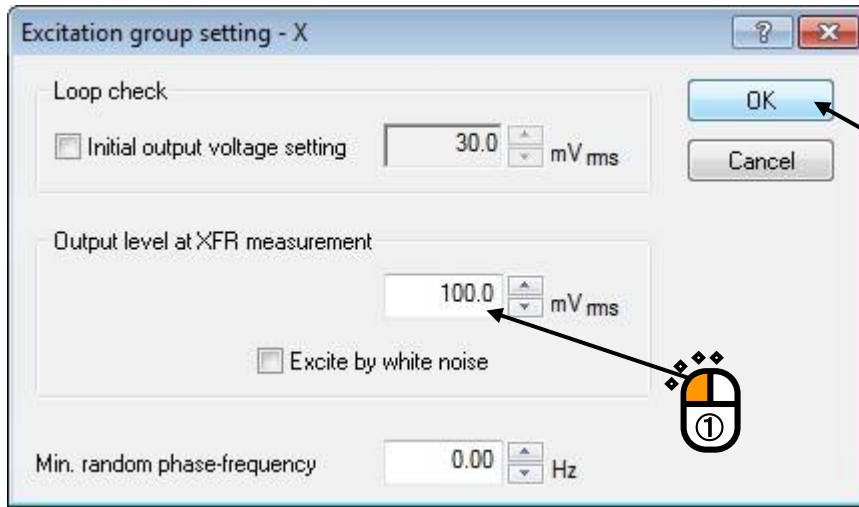 Excitation group setting - X
Loop check
Initial output voltage setting 30.0 mV rms
OK
Cancel
Output level at XFR measurement
100.0 mV rms
Excite by white noise
①
Min. random phase-frequency 0.00 Hz